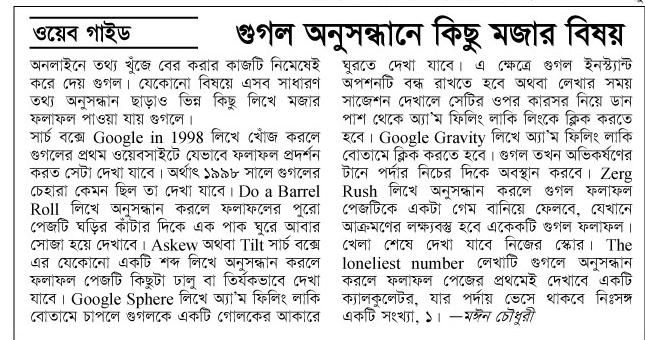 ওয়েব গাইড
গুগল অনুসন্ধানে কিছু মজার বিষয়
অনলাইনে তথ্য খুঁজে বের করার কাজটি নিমেষেই
করে দেয় গুগল। যেকোনো বিষয়ে এসব সাধারণ
তথ্য অনুসন্ধান ছাড়াও ভিন্ন কিছু লিখে মজার
ফলাফল পাওয়া যায় গুগলে।
সার্চ বক্সে Google in 1998 লিখে খোঁজ করলে
গুগলের প্রথম ওয়েবসাইটে যেভাবে ফলাফল প্রদর্শন
করত সেটা দেখা যাবে। অর্থাৎ ১৯৯৮ সালে গুগলের
চেহারা কেমন ছিল তা দেখা যাবে। Do a Barrel
Roll লিখে অনুসন্ধান করলে ফলাফলের পুরো
পেজটি ঘড়ির কাঁটার দিকে এক পাক ঘুরে আবার
সোজা হয়ে দেখাবে। Askew অথবা Tilt সার্চ বক্সে
এর যেকোনো একটি শব্দ লিখে অনুসন্ধান করলে
ফলাফল পেজটি কিছুটা ঢালু বা তির্যকভাবে দেখা
যাবে। Google Sphere লিখে অ্যা'ম ফিলিং লাকি
বোতামে চাপলে গুগলকে একটি গোলকের আকারে
ঘুরতে দেখা যাবে। এ ক্ষেত্রে গুগল ইনস্ট্যান্ট
অপশনটি বন্ধ রাখতে হবে অথবা লেখার সময়
সাজেশন দেখালে সেটির ওপর কারসর নিয়ে ডান
পাশ থেকে অ্যা'ম ফিলিং লাকি লিংকে ক্লিক করতে
হবে। Google Gravity লিখে অ্যা'ম ফিলিং লাকি
বোতামে ক্লিক করতে হবে। গুগল তখন অভিকর্ষণের
টানে পর্দার নিচের দিকে অবস্থান করবে। Zerg
Rush লিখে অনুসন্ধান করলে গুগল ফলাফল
পেজটিকে একটা গেম বানিয়ে ফেলবে, যেখানে
আক্রমণের লক্ষ্যবস্তু হবে একেকটি গুগল ফলাফল।
খেলা শেষে দেখা যাবে নিজের স্কোর। The
loneliest number লেখাটি গুগলে অনুসন্ধান
করলে ফলাফল পেজের প্রথমেই দেখাবে একটি
ক্যালকুলেটর, যার পর্দায় ভেসে থাকবে নিঃসঙ্গ
একটি সংখ্যা, ১। —মঈন চৌধুরী